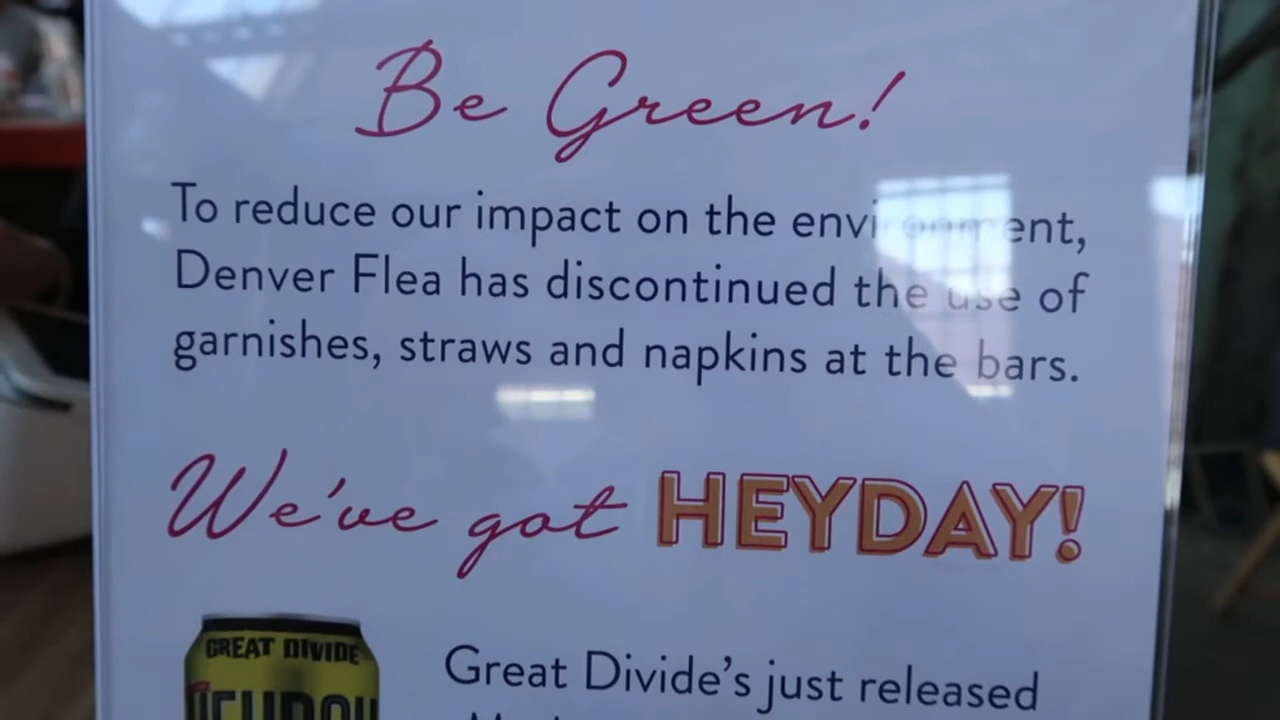 Be Green!
To reduce our impact on the environment,
Denver Flea has discontinued the use of
garnishes, straws and napkins at the bars.
We've got HEYDAY!
GREAT DIVIDE
Great Divide's just released